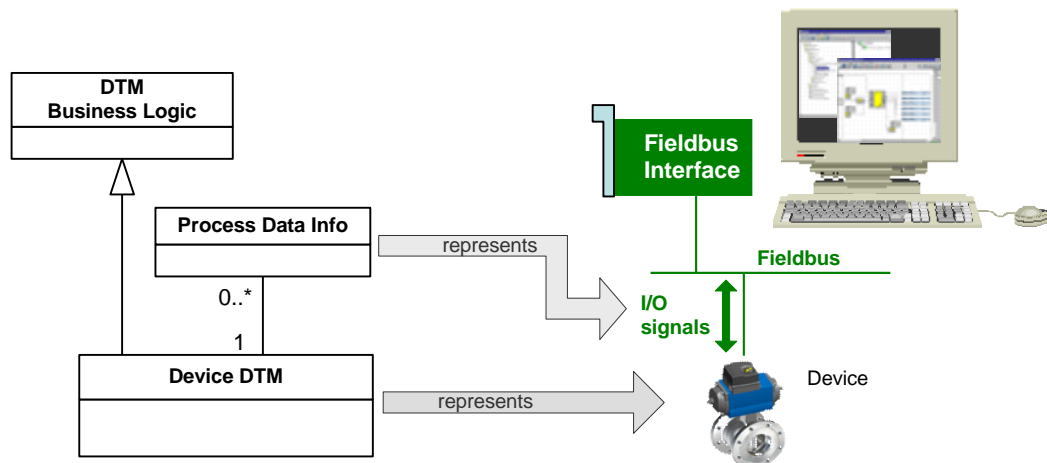 DTM
Business Logic
Fieldbus
Interface
Process Data Info
represents
Fieldbus
0..*
I/O
signals
1
Device DTM
Device
represents